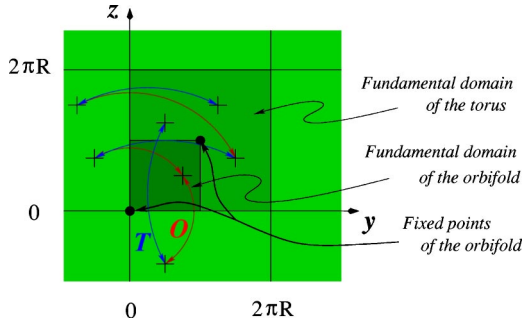 z
2πR
Fundamental domain
of the torus
Fundamental domain
of the orbifold
0
y
T
O
Fixed points
of the orbifold
0
2πR